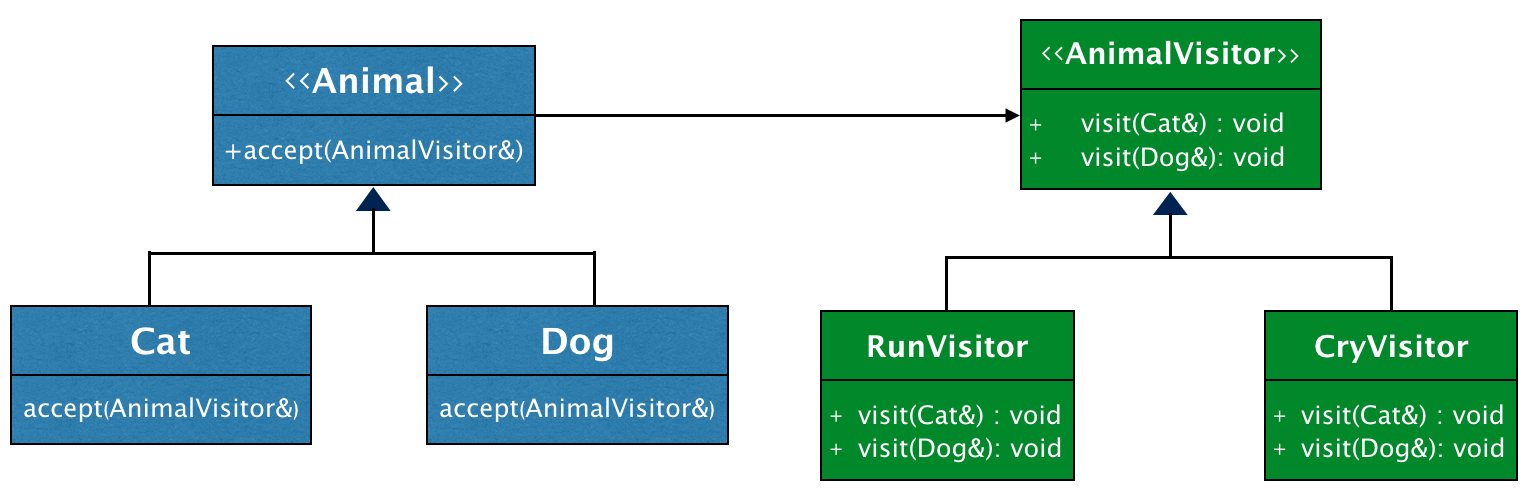 <<Animal>>
+accept(AnimalVisitor&)
<<AnimalVisitor>>
+ visit(Cat&) : void
+ visit(Dog&): void
Cat
accept(AnimalVisitor&)
Dog
accept(AnimalVisitor&)
RunVisitor
+ visit(Cat&) : void
+ visit(Dog&): void
CryVisitor
+ visit(Cat&) : void
+ visit(Dog&): void